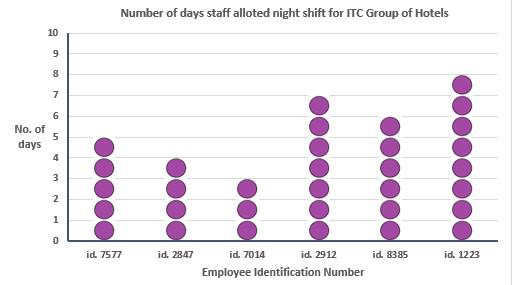 Number of days staff alloted night shift for ITC Group of Hotels
10
9
8
7
6
5
4
3
2
1
0
No. of
days
id. 7577 id. 2847 id. 7014 id. 2912 id. 8385 id. 1223
Employee Identification Number